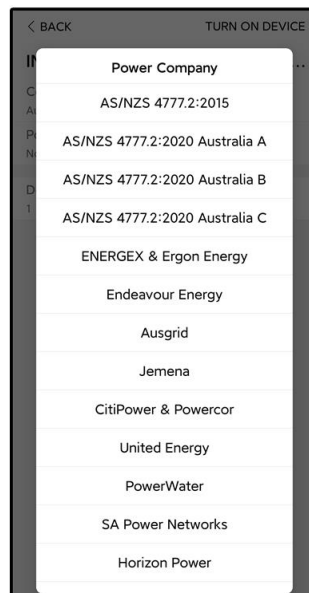 < BACK
TURN ON DEVICE
Power Company
AS/NZS 4777.2:2015
AS/NZS 4777.2:2020 Australia A
AS/NZS 4777.2:2020 Australia B
AS/NZS 4777.2:2020 Australia C
ENERGEX & Ergon Energy
Endeavour Energy
Ausgrid
Jemena
CitiPower & Powercor
United Energy
PowerWater
SA Power Networks
Horizon Power